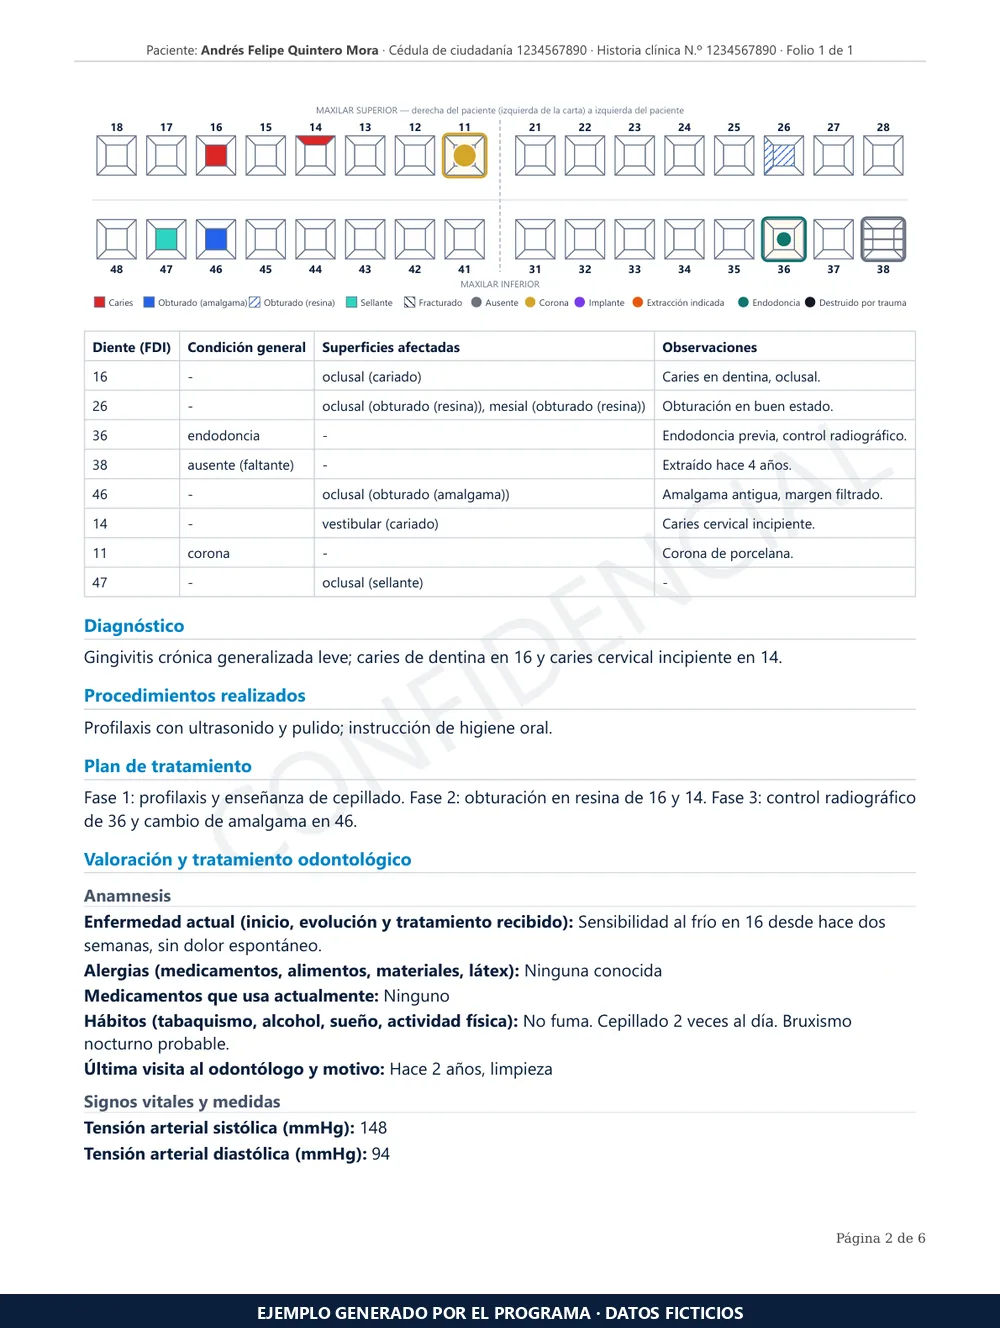 Paciente: Andrés Felipe Quintero Mora · Cédula de ciudadanía 1234567890 · Historia clínica N.º 1234567890 · Folio 1 de 1
MAXILAR SUPERIOR — derecha del paciente (izquierda de la carta) a izquierda del paciente
18 17 16 15 14 13 12 11 21 22 23 24 25 26 27 28
48 47 46 45 44 43 42 41 31 32 33 34 35 36 37 38
MAXILAR INFERIOR
Caries Obturado (amalgama) Obturado (resina) Sellante Fracturado Ausente Corona Implante Extracción indicada Endodoncia Destruido por trauma
Diente (FDI) Condición general Superficies afectadas Observaciones
16 - oclusal (cariado) Caries en dentina, oclusal.
26 - oclusal (obturado (resina)), mesial (obturado (resina)) Obturación en buen estado.
36 endodoncia - Endodoncia previa, control radiográfico.
38 ausente (faltante) - Extraído hace 4 años.
46 - oclusal (obturado (amalgama)) Amalgama antigua, margen filtrado.
14 - vestibular (cariado) Caries cervical incipiente.
11 corona - Corona de porcelana.
47 - oclusal (sellante) -
CONFIDENCIAL
Diagnóstico
Gingivitis crónica generalizada leve; caries de dentina en 16 y caries cervical incipiente en 14.
Procedimientos realizados
Profilaxis con ultrasonido y pulido; instrucción de higiene oral.
Plan de tratamiento
Fase 1: profilaxis y enseñanza de cepillado. Fase 2: obturación en resina de 16 y 14. Fase 3: control radiográfico
de 36 y cambio de amalgama en 46.
Valoración y tratamiento odontológico
Anamnesis
Enfermedad actual (inicio, evolución y tratamiento recibido): Sensibilidad al frío en 16 desde hace dos
semanas, sin dolor espontáneo.
Alergias (medicamentos, alimentos, materiales, látex): Ninguna conocida
Medicamentos que usa actualmente: Ninguno
Hábitos (tabaquismo, alcohol, sueño, actividad física): No fuma. Cepillado 2 veces al día. Bruxismo
nocturno probable.
Última visita al odontólogo y motivo: Hace 2 años, limpieza
Signos vitales y medidas
Tensión arterial sistólica (mmHg): 148
Tensión arterial diastólica (mmHg): 94
Página 2 de 6
EJEMPLO GENERADO POR EL PROGRAMA · DATOS FICTICIOS